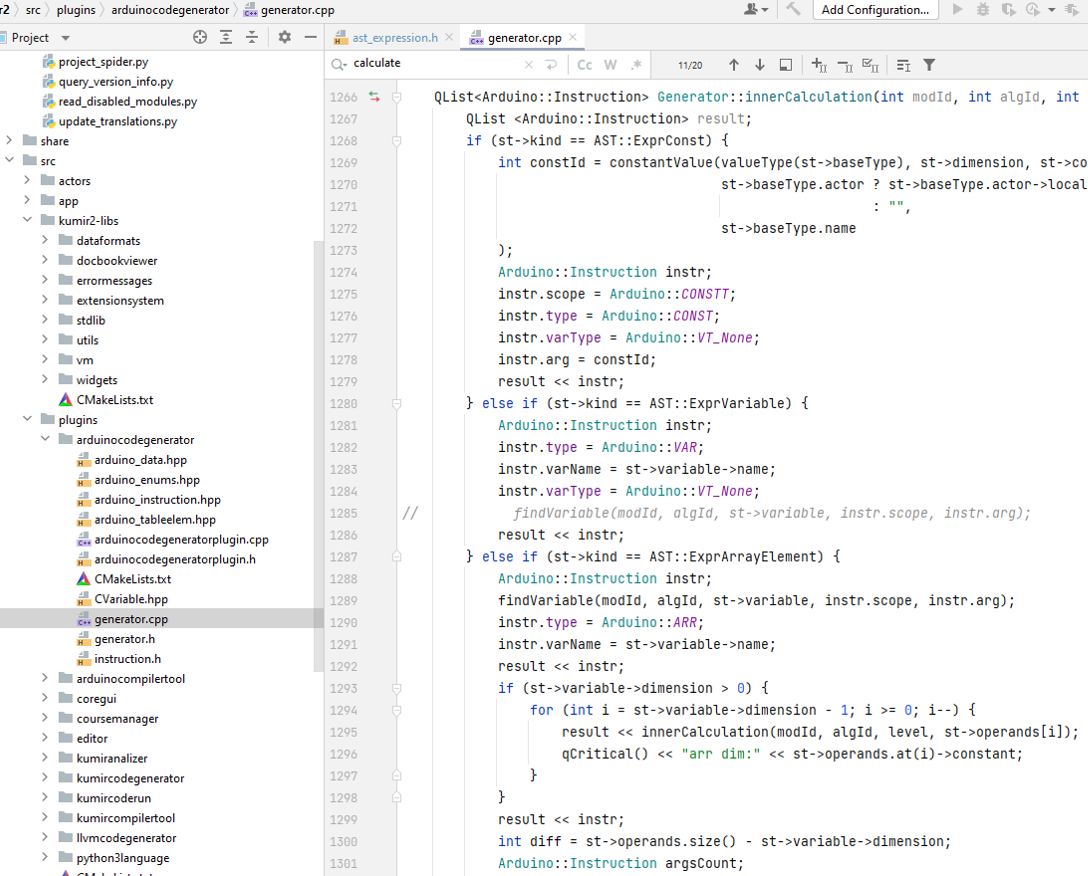 r2 › src › plugins › arduinocodegenerator › generator.cpp
Add Configuration...
Project
ast_expression.h
generator.cpp
calculate
Cc W .*
11/20
project_spider.py
query_version_info.py
read_disabled_modules.py
update_translations.py
share
src
actors
app
kumir2-libs
dataformats
docbookviewer
errormessages
extensionsystem
stdlib
utils
vm
widgets
CMakeLists.txt
plugins
arduinocodegenerator
arduino_data.hpp
arduino_enums.hpp
arduino_instruction.hpp
arduino_tableelem.hpp
arduinocodegeneratorplugin.cpp
arduinocodegeneratorplugin.h
CMakeLists.txt
CVariable.hpp
generator.cpp
generator.h
instruction.h
arduinocompilertool
coregui
coursemanager
editor
kumiranalizer
kumircodegenerator
kumircoderun
kumircompilertool
llvmcodegenerator
python3language
CMakeLists.txt
1266 QList<Arduino::Instruction> Generator::innerCalculation(int modId, int algId, int
1267 QList <Arduino::Instruction> result;
1268 if (st->kind == AST::ExprConst) {
1269 int constId = constantValue(valueType(st->baseType), st->dimension, st->co
1270 st->baseType.actor ? st->baseType.actor->local
1271 : "",
1272 st->baseType.name
1273 );
1274 Arduino::Instruction instr;
1275 instr.scope = Arduino::CONSTT;
1276 instr.type = Arduino::CONST;
1277 instr.varType = Arduino::VT_None;
1278 instr.arg = constId;
1279 result << instr;
1280 } else if (st->kind == AST::ExprVariable) {
1281 Arduino::Instruction instr;
1282 instr.type = Arduino::VAR;
1283 instr.varName = st->variable->name;
1284 instr.varType = Arduino::VT_None;
1285 // findVariable(modId, algId, st->variable, instr.scope, instr.arg);
1286 result << instr;
1287 } else if (st->kind == AST::ExprArrayElement) {
1288 Arduino::Instruction instr;
1289 findVariable(modId, algId, st->variable, instr.scope, instr.arg);
1290 instr.type = Arduino::ARR;
1291 instr.varName = st->variable->name;
1292 result << instr;
1293 if (st->variable->dimension > 0) {
1294 for (int i = st->variable->dimension - 1; i >= 0; i--) {
1295 result << innerCalculation(modId, algId, level, st->operands[i]);
1296 qCritical() << "arr dim:" << st->operands.at(i)->constant;
1297 }
1298 }
1299 result << instr;
1300 int diff = st->operands.size() - st->variable->dimension;
1301 Arduino::Instruction argsCount;